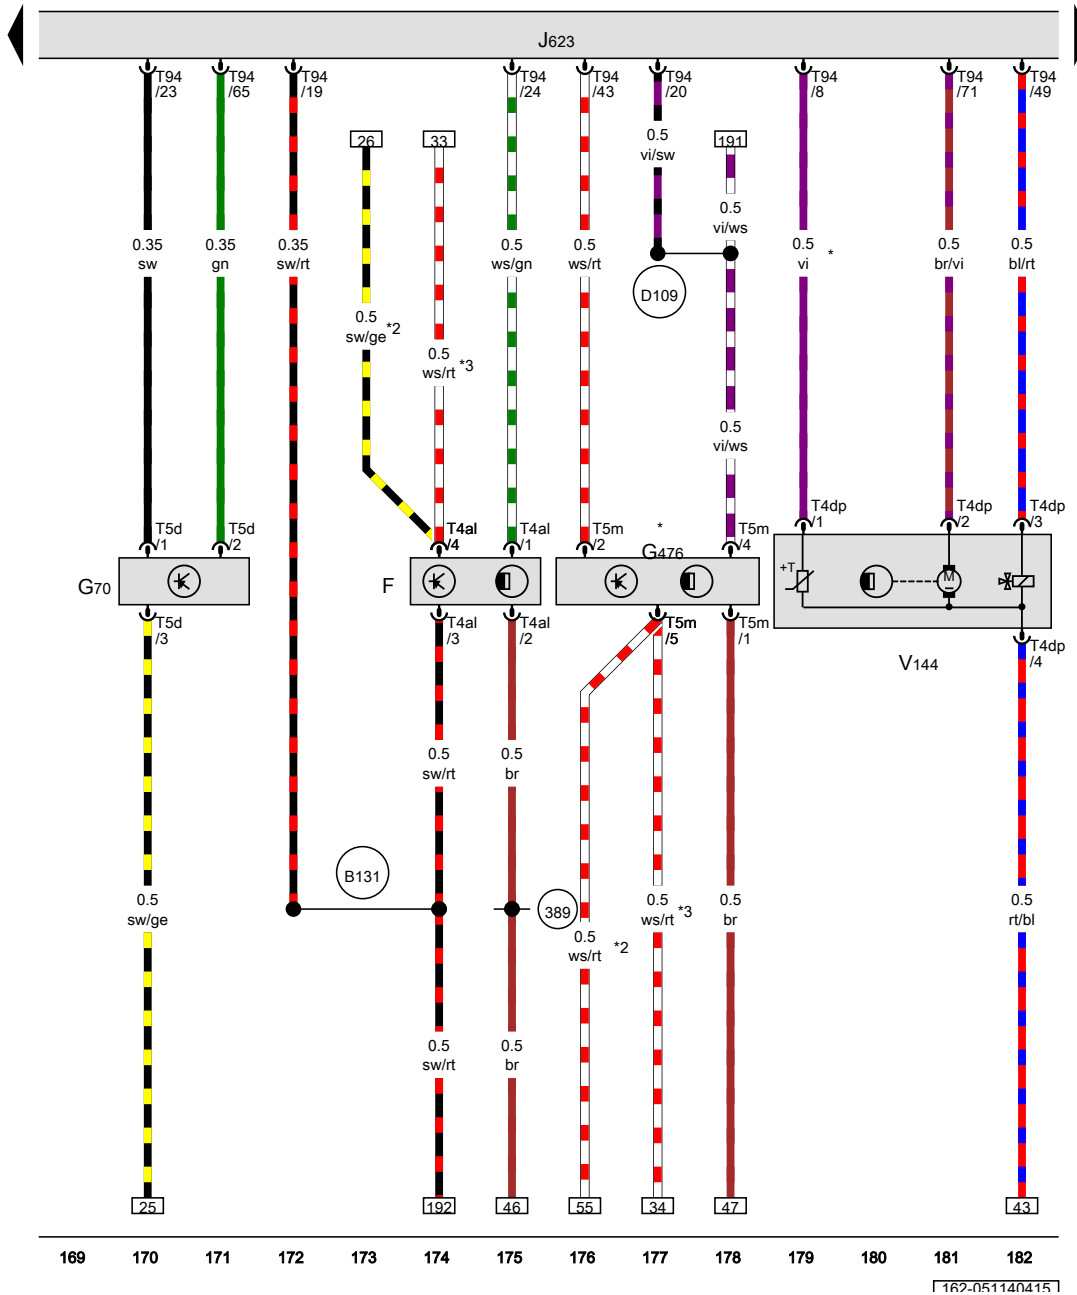 J623
T94 T94 T94 T94 T94 T94 T94 T94 T94
/23 /65 /19 /24 /43 /20 /8 /71 /49
26 33 191
0.5
vi/sw
0.5
vi/ws
0.35 0.35 0.35 0.5 0.5 0.5 0.5 0.5
sw gn sw/rt ws/gn ws/rt vi * br/vi bl/rt
D109
0.5
sw/ge *2
0.5
ws/rt *3
0.5
vi/ws
T5d T5d T4al T4al T5m * T5m T4dp T4dp T4dp
/1 /2 /4 /1 /2 /4 /1 /2 /3
G476
+T M
G70 F
T5d T4al T4al T5m T5m
/3 /3 /2 /5 /1
T4dp
/4
V144
0.5 0.5
sw/rt br
B131
0.5 0.5 0.5 0.5
sw/ge ws/rt *3 br rt/bl
389
0.5
ws/rt *2
0.5 0.5
sw/rt br
25 192 46 55 34 47 43
169 170 171 172 173 174 175 176 177 178 179 180 181 182
162-051140415